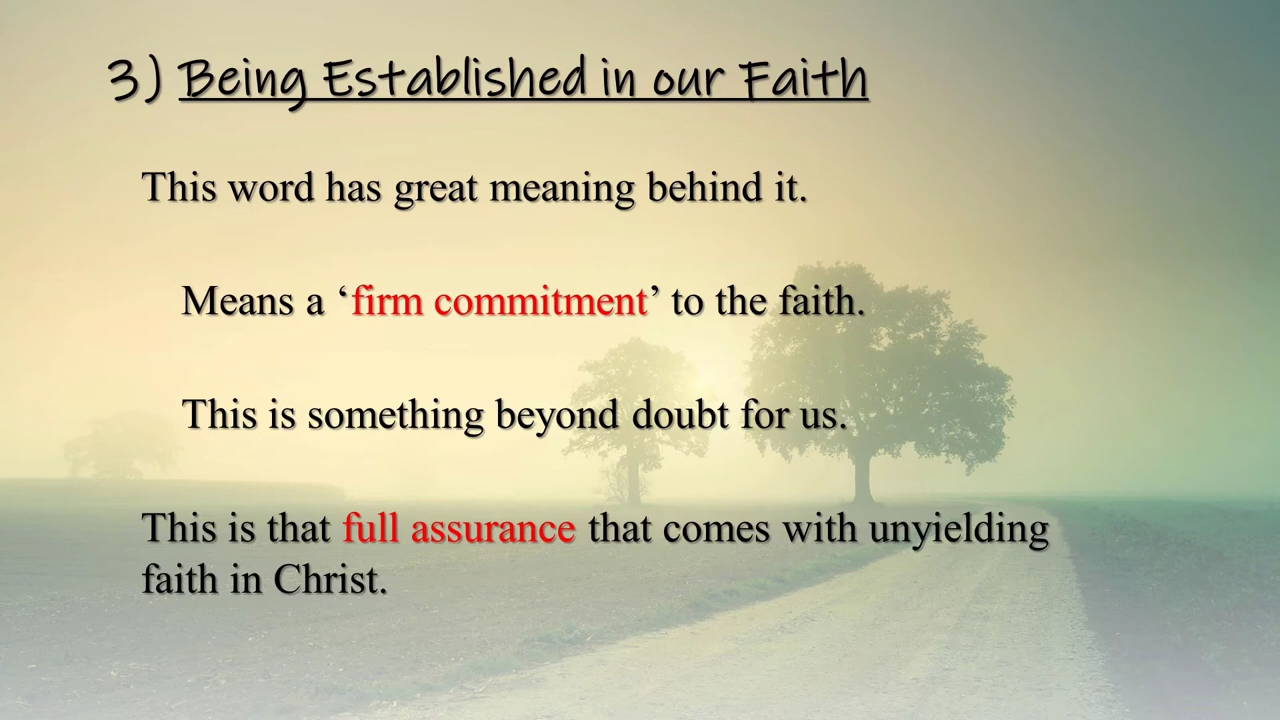 3) Being Established in our Faith
This word has great meaning behind it.
Means a ‘firm commitment’ to the faith.
This is something beyond doubt for us.
This is that full assurance that comes with unyielding
faith in Christ.